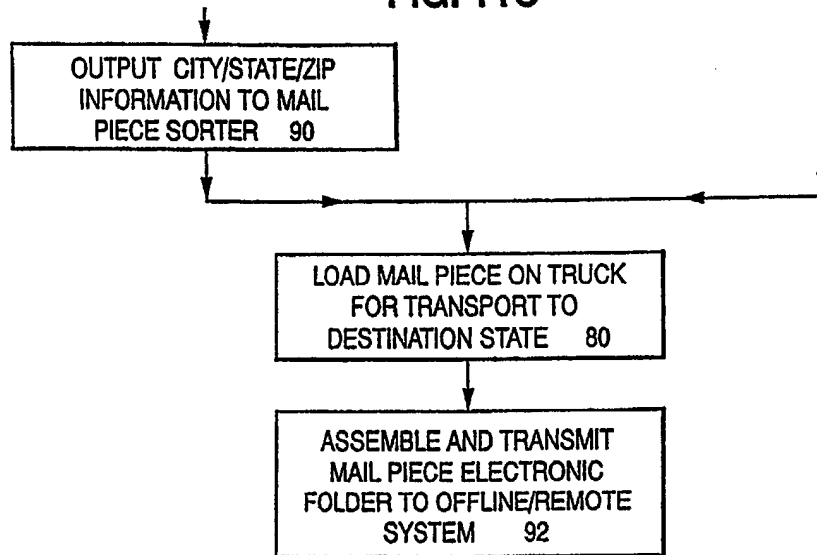 OUTPUT CITY/STATE/ZIP
INFORMATION TO MAIL
PIECE SORTER 90
LOAD MAIL PIECE ON TRUCK
FOR TRANSPORT TO
DESTINATION STATE 80
ASSEMBLE AND TRANSMIT
MAIL PIECE ELECTRONIC
FOLDER TO OFFLINE/REMOTE
SYSTEM 92